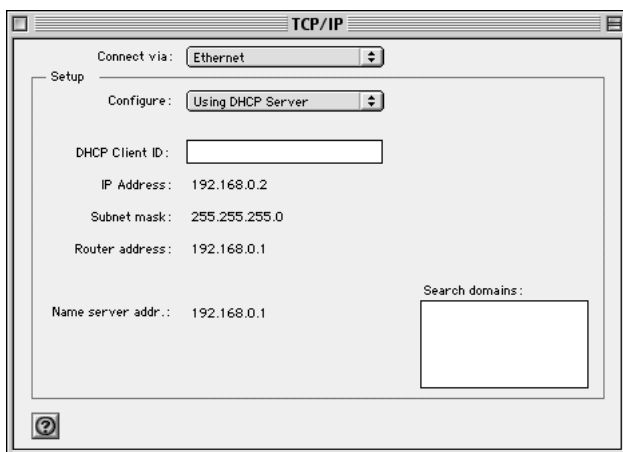 TCP/IP
Connect via: Ethernet
Setup
Configure: Using DHCP Server
DHCP Client ID:
IP Address: 192.168.0.2
Subnet mask: 255.255.255.0
Router address: 192.168.0.1
Search domains:
Name server addr.: 192.168.0.1
?